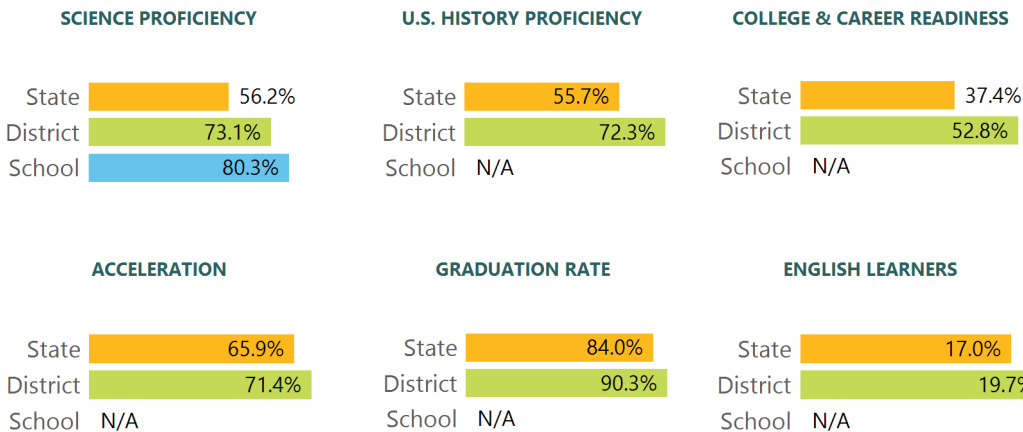 SCIENCE PROFICIENCY
State 56.2%
District 73.1%
School 80.3%
U.S. HISTORY PROFICIENCY
State 55.7%
District 72.3%
School N/A
COLLEGE & CAREER READINESS
State 37.4%
District 52.8%
School N/A
ACCELERATION
State 65.9%
District 71.4%
School N/A
GRADUATION RATE
State 84.0%
District 90.3%
School N/A
ENGLISH LEARNERS
State 17.0%
District 19.7%
School N/A